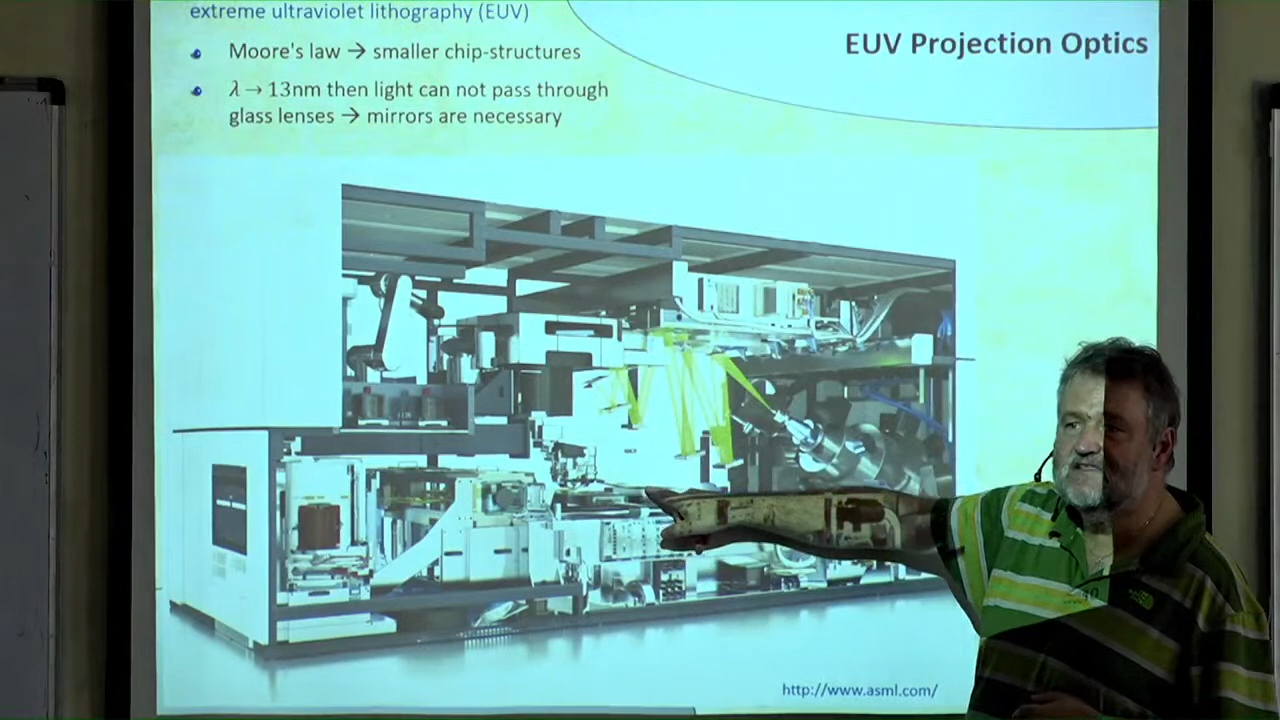 extreme ultraviolet lithography (EUV)
EUV Projection Optics
Moore's law → smaller chip-structures
λ → 13nm then light can not pass through
glass lenses → mirrors are necessary
http://www.asml.com/